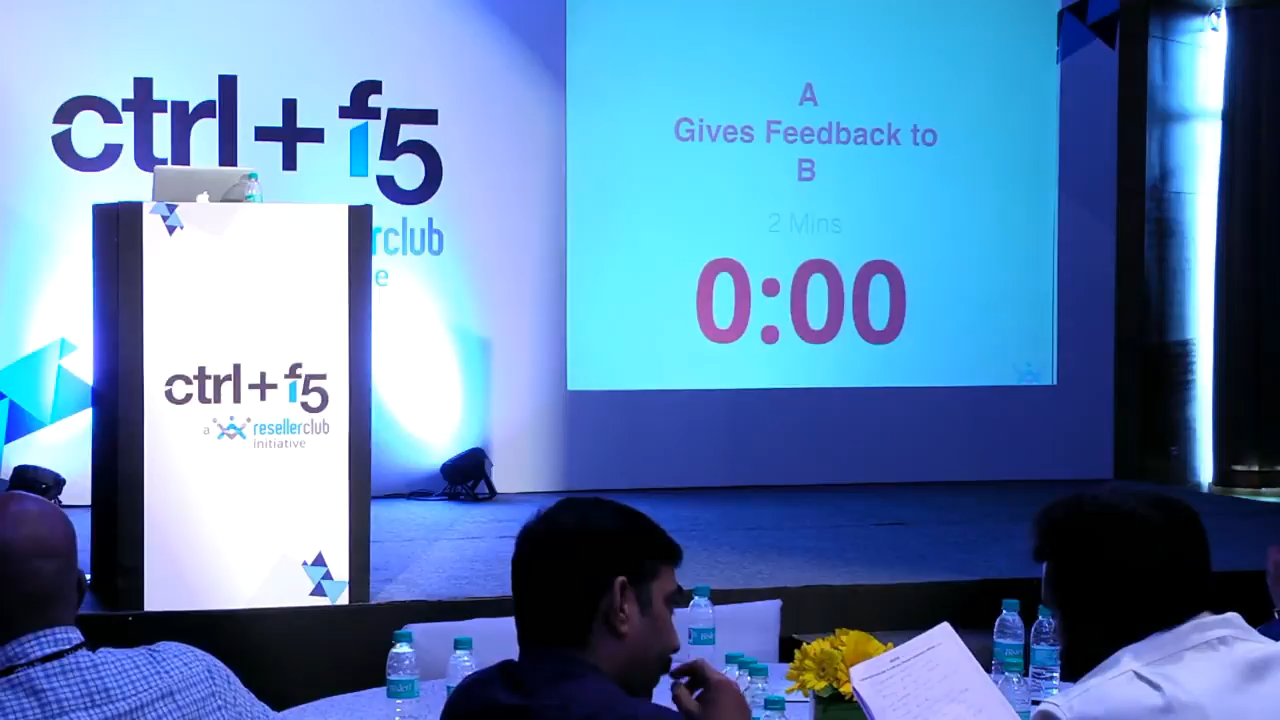 ctrl+f5
rclub
e
A
Gives Feedback to
B
2 Mins
0:00
ctrl+f5
a resellerclub
initiative